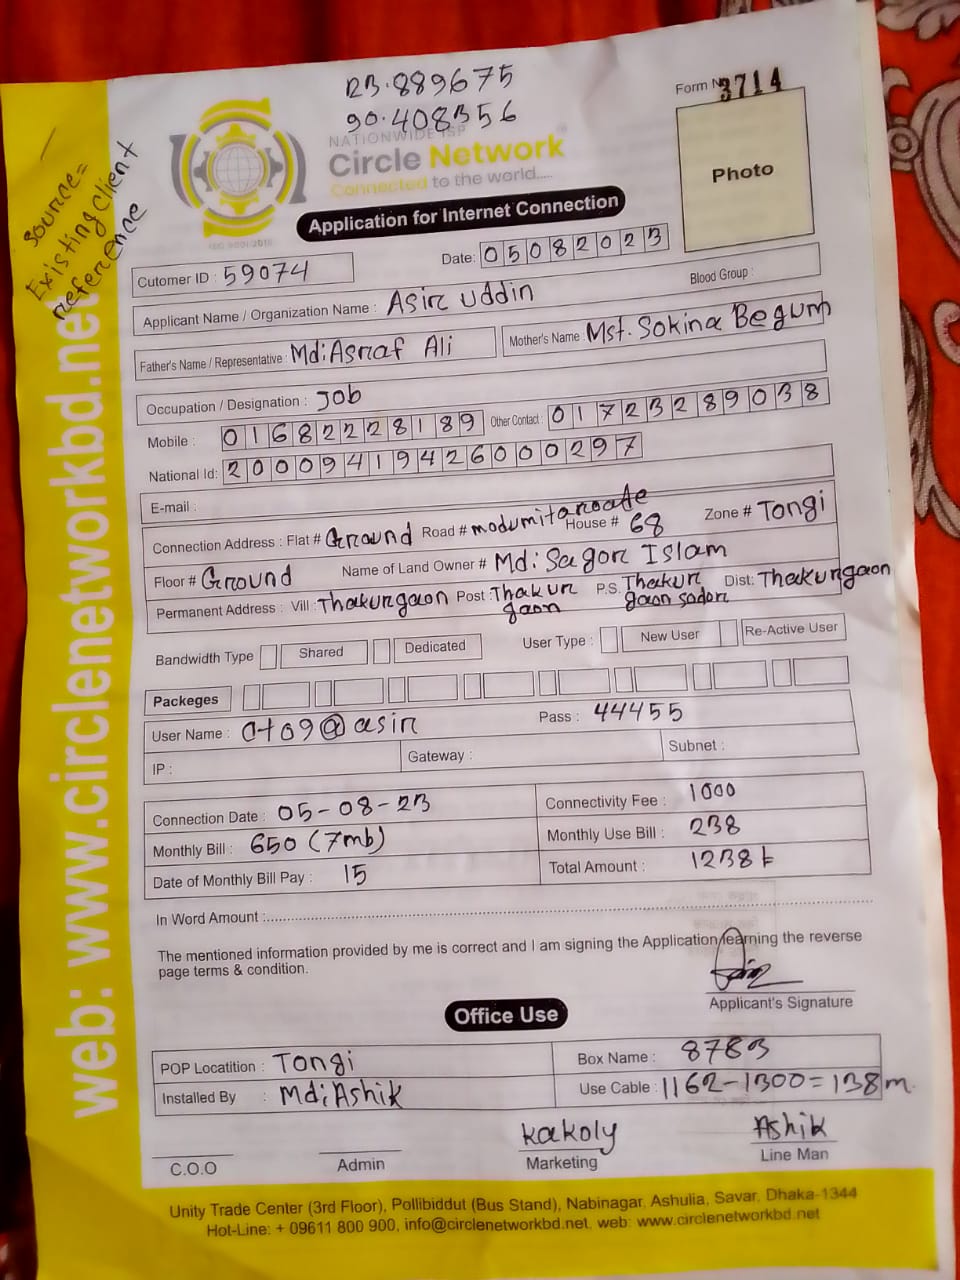 23.889675
90.408356
Form No 3714
source=
Existing client
reference
NATIONWIDE ISP
Circle Network
Connected to the world.....
ISO 9001:2015
Photo
Application for Internet Connection
Cutomer ID : 59074
Date: 05082023
Applicant Name / Organization Name : Asir uddin
Blood Group :
Father's Name / Representative : Md: Asraf Ali
Mother's Name : Mst. Sokina Begum
Occupation / Designation : Job
Mobile : 01682228189
Other Contact: 01723289038
National Id: 20009419426000297
E-mail :
Connection Address : Flat # Ground Road # modumitaroade House # 68 Zone # Tongi
Floor # Ground Name of Land Owner # Md: Sagor Islam
Permanent Address : Vill: Thakurgaon Post: Thakur gaon P.S. Thakur gaon sador Dist: Thakurgaon
Bandwidth Type Shared Dedicated User Type : New User Re-Active User
Packeges
User Name : ct09@asir Pass : 44455
IP : Gateway : Subnet :
Connection Date : 05-08-23 Connectivity Fee : 1000
Monthly Bill : 650 (7mb) Monthly Use Bill : 238
Date of Monthly Bill Pay : 15 Total Amount : 1238 t
In Word Amount :
The mentioned information provided by me is correct and I am signing the Application learning the reverse
page terms & condition.
Applicant's Signature
Office Use
POP Locatition : Tongi Box Name : 8783
Installed By : Md: Ashik Use Cable : 1162-1300=138m
kakoly Ashik
C.O.O Admin Marketing Line Man
Unity Trade Center (3rd Floor), Pollibiddut (Bus Stand), Nabinagar, Ashulia, Savar, Dhaka-1344
Hot-Line: + 09611 800 900, info@circlenetworkbd.net, web: www.circlenetworkbd.net
web: www.circlenetworkbd.net